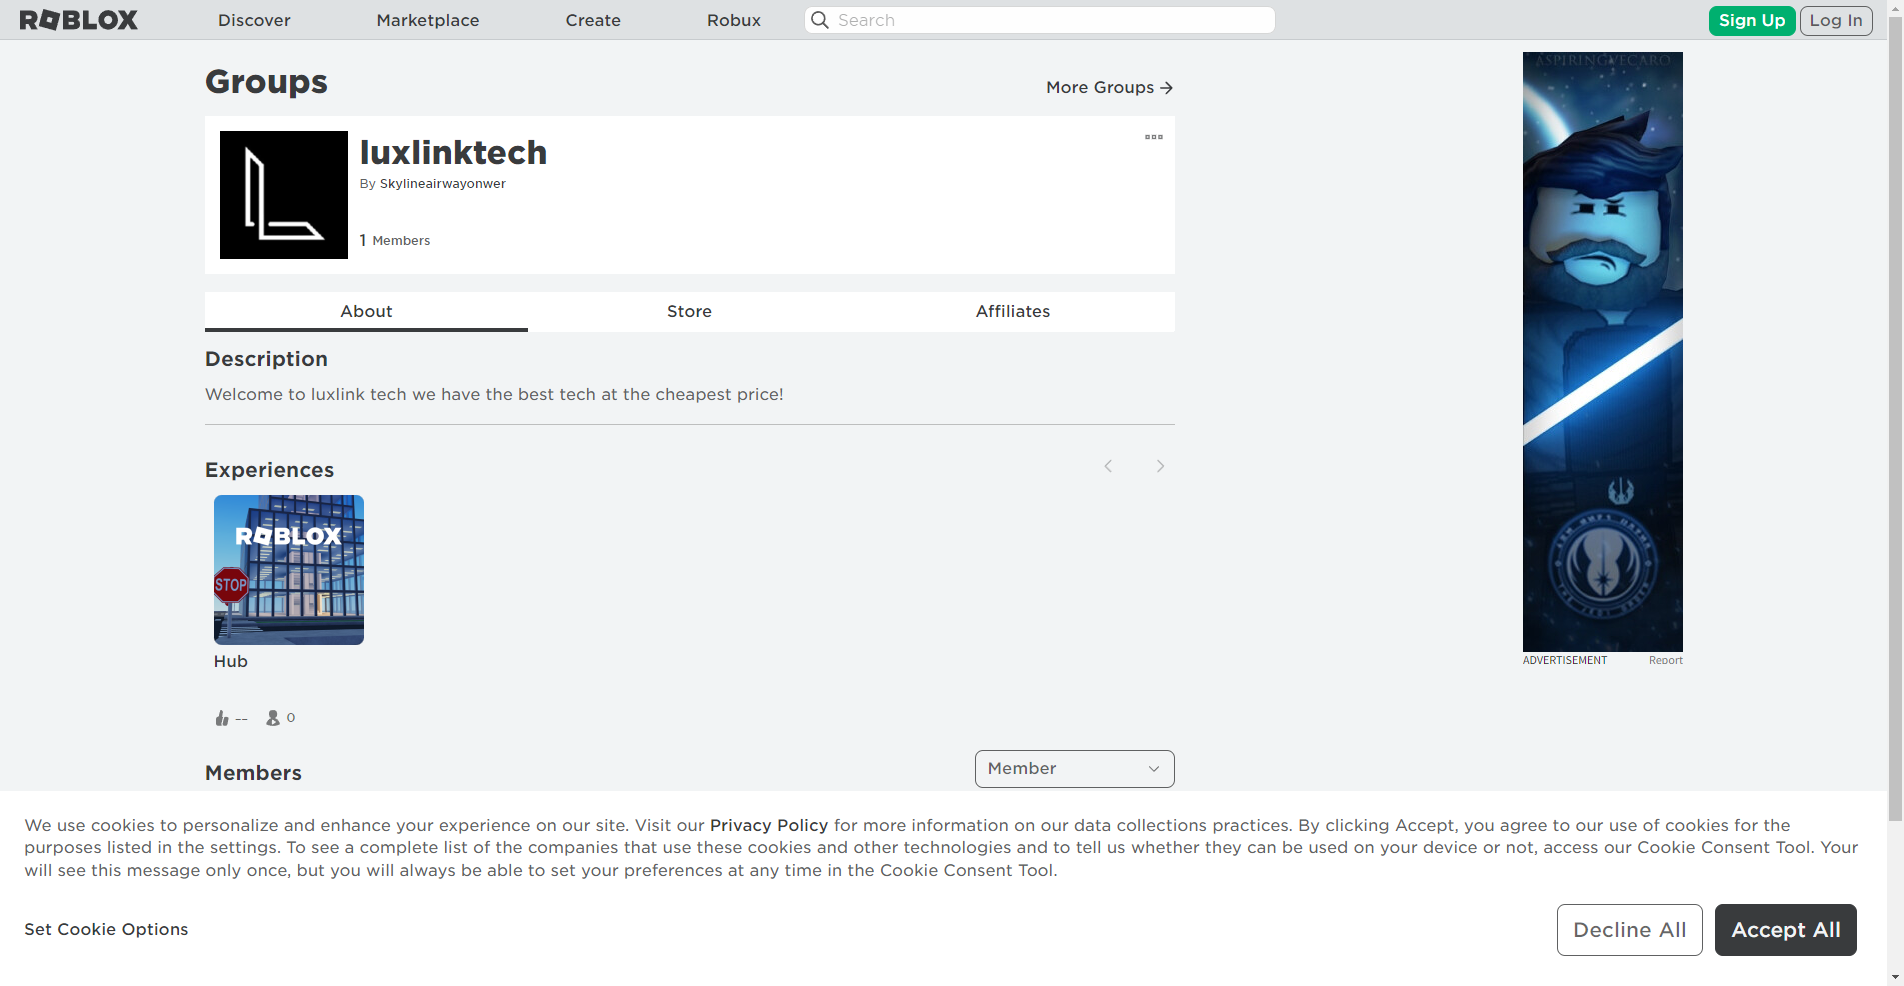 ROBLOX Discover Marketplace Create Robux Search Sign Up Log In
Groups
More Groups
luxlinktech
By Skylineairwayonwer
1 Members
About Store Affiliates
Description
Welcome to luxlink tech we have the best tech at the cheapest price!
Experiences
ROBLOX
STOP
Hub
-- 0
Members
Member
ASPIRINGVECARO
ADVERTISEMENT Report
We use cookies to personalize and enhance your experience on our site. Visit our Privacy Policy for more information on our data collections practices. By clicking Accept, you agree to our use of cookies for the
purposes listed in the settings. To see a complete list of the companies that use these cookies and other technologies and to tell us whether they can be used on your device or not, access our Cookie Consent Tool. Your
will see this message only once, but you will always be able to set your preferences at any time in the Cookie Consent Tool.
Set Cookie Options
Decline All Accept All